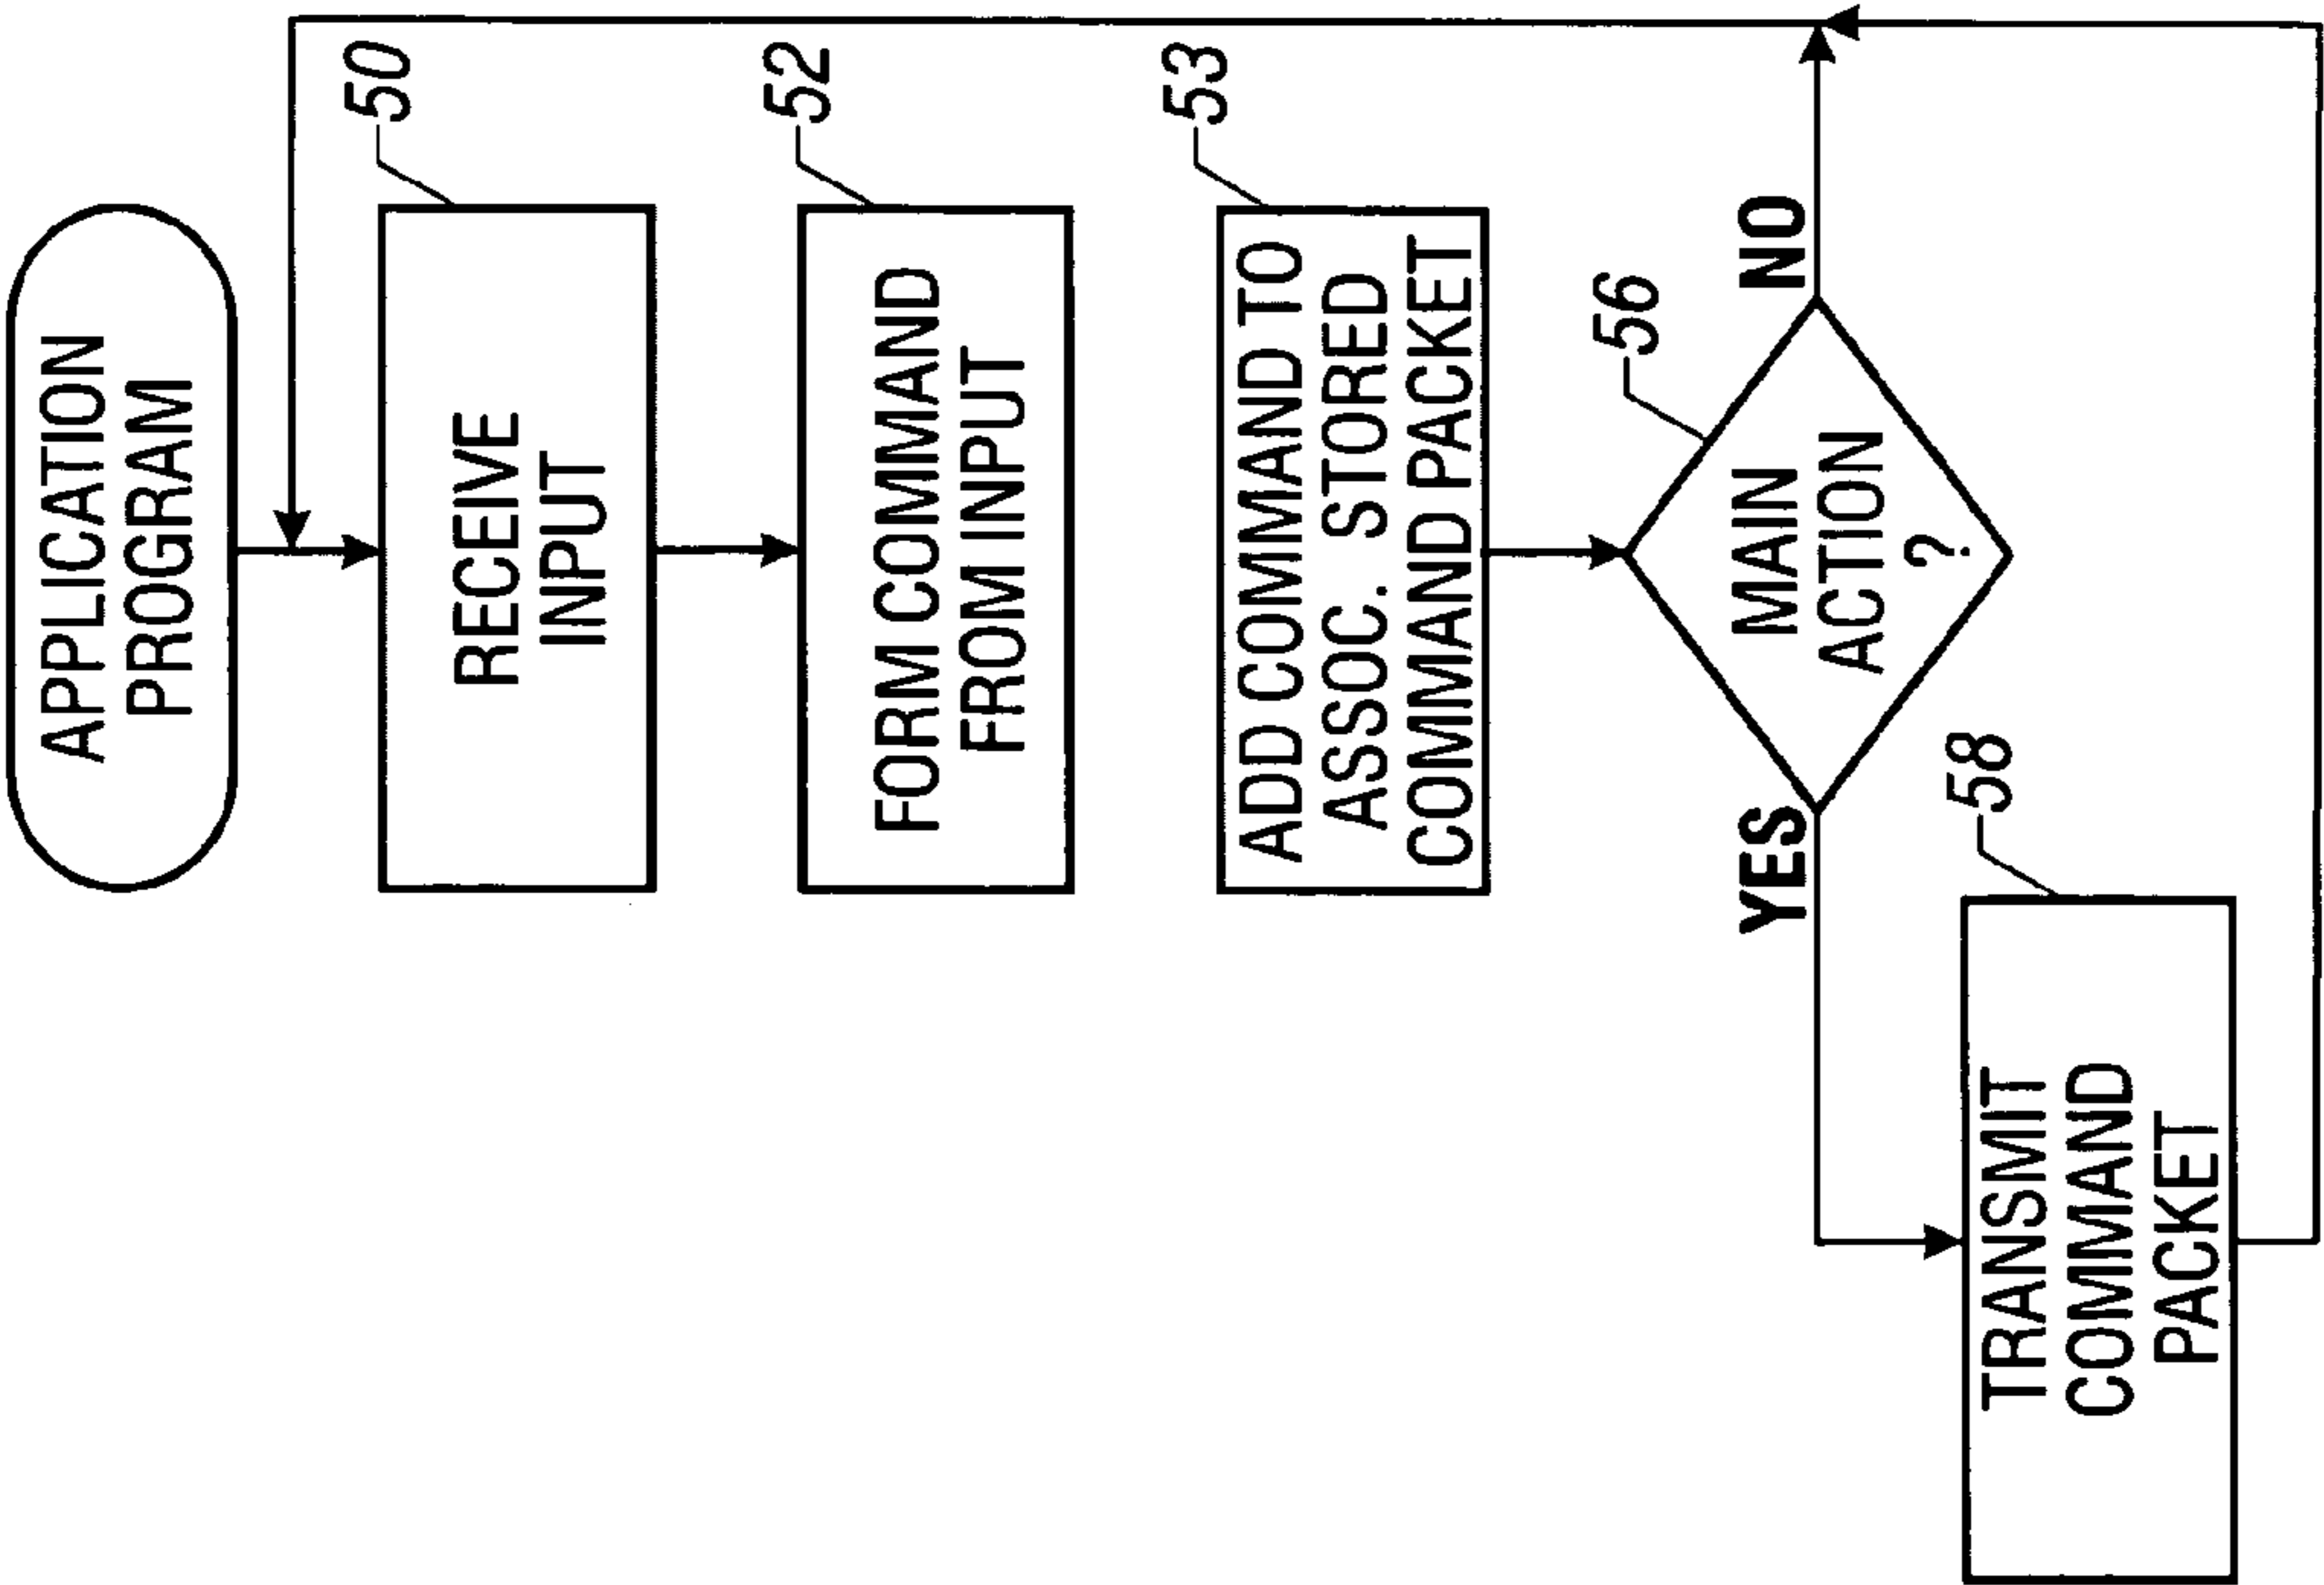 APPLICATION
PROGRAM
50
RECEIVE
INPUT
52
FORM COMMAND
FROM INPUT
53
ADD COMMAND TO
ASSOC. STORED
COMMAND PACKET
56
MAIN
ACTION
?
YES
NO
58
TRANSMIT
COMMAND
PACKET